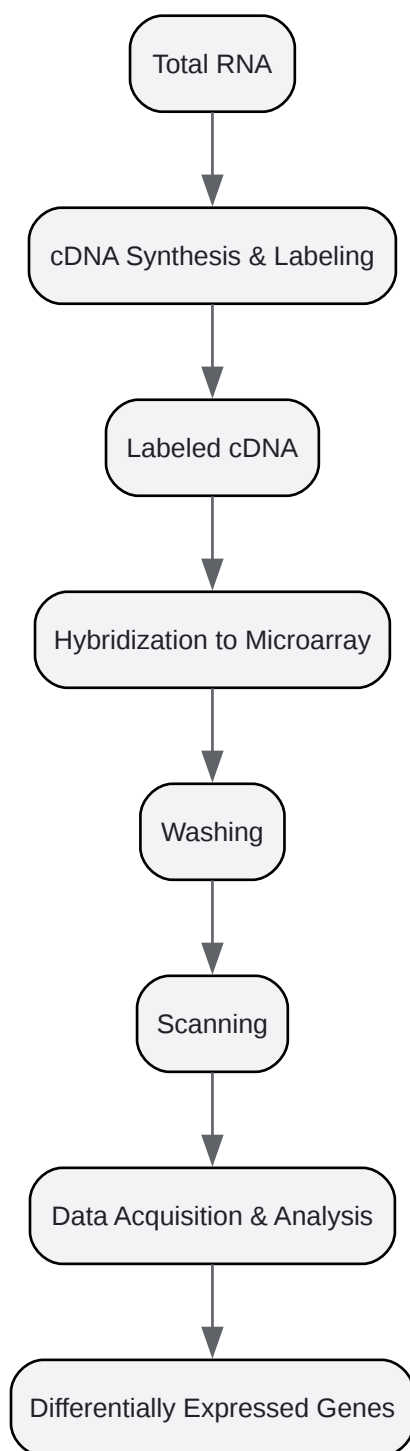 Total RNA
cDNA Synthesis & Labeling
Labeled cDNA
Hybridization to Microarray
Washing
Scanning
Data Acquisition & Analysis
Differentially Expressed Genes